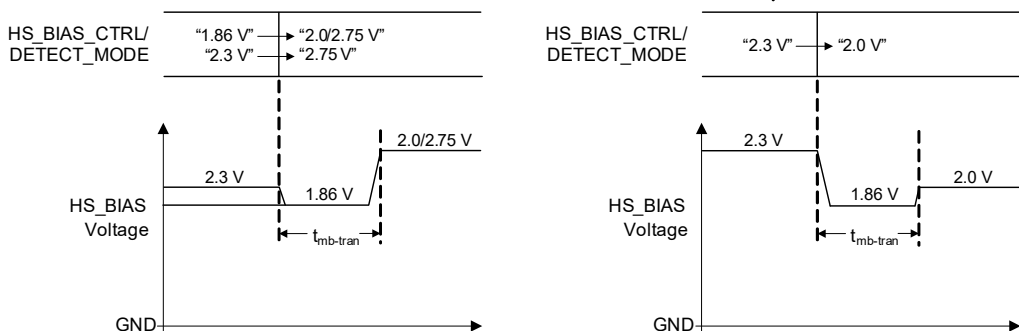 HS_BIAS_CTRL/
DETECT_MODE
“1.86 V” “2.0/2.75 V”
“2.3 V” “2.75 V”
2.0/2.75 V
2.3 V
1.86 V
HS_BIAS
Voltage
tmb-tran
GND
HS_BIAS_CTRL/
DETECT_MODE
“2.3 V” “2.0 V”
2.3 V
2.0 V
1.86 V
HS_BIAS
Voltage
tmb-tran
GND